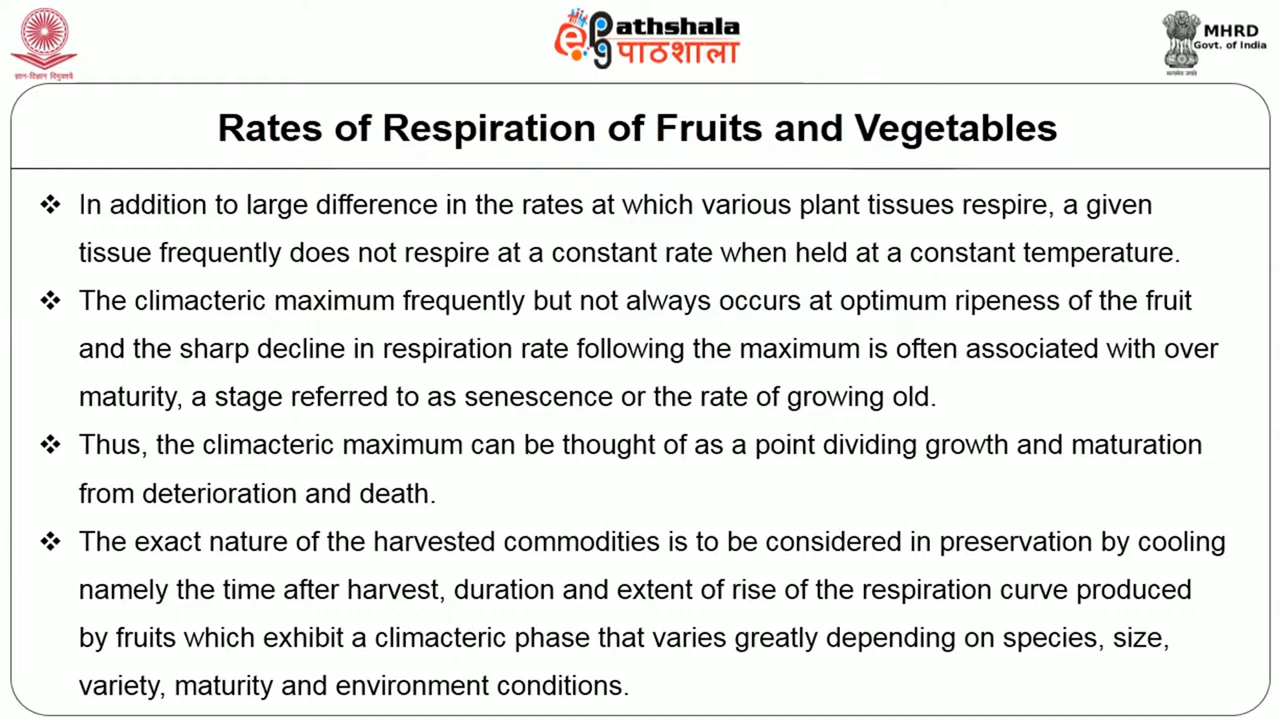 ज्ञान-विज्ञान विमुक्तये
e Pg Pathshala
पाठशाला
MHRD
Govt. of India
सत्यमेव जयते
Rates of Respiration of Fruits and Vegetables
❖ In addition to large difference in the rates at which various plant tissues respire, a given
tissue frequently does not respire at a constant rate when held at a constant temperature.
❖ The climacteric maximum frequently but not always occurs at optimum ripeness of the fruit
and the sharp decline in respiration rate following the maximum is often associated with over
maturity, a stage referred to as senescence or the rate of growing old.
❖ Thus, the climacteric maximum can be thought of as a point dividing growth and maturation
from deterioration and death.
❖ The exact nature of the harvested commodities is to be considered in preservation by cooling
namely the time after harvest, duration and extent of rise of the respiration curve produced
by fruits which exhibit a climacteric phase that varies greatly depending on species, size,
variety, maturity and environment conditions.